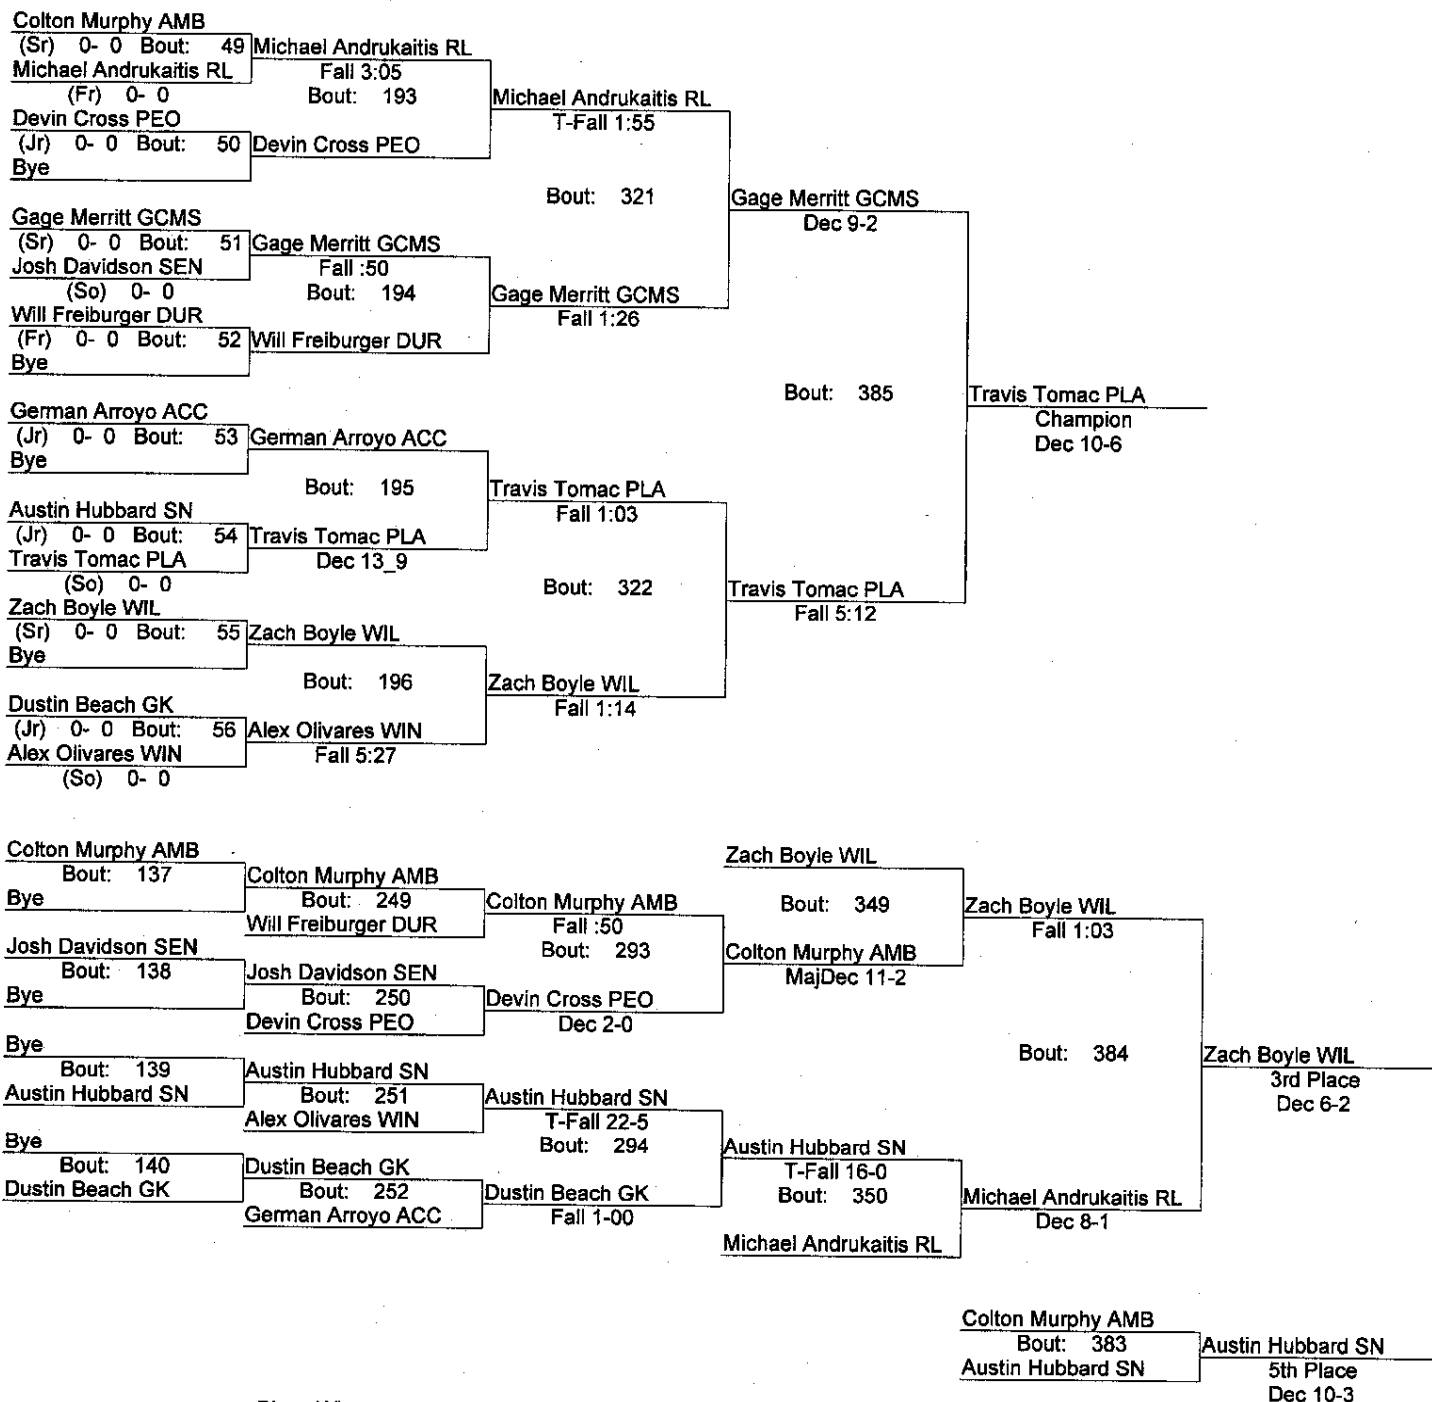 Colton Murphy AMB
(Sr) 0- 0 Bout: 49
Michael Andrukaitis RL
(Fr) 0- 0
Devin Cross PEO
(Jr) 0- 0 Bout: 50
Bye
Gage Merritt GCMS
(Sr) 0- 0 Bout: 51
Josh Davidson SEN
(So) 0- 0
Will Freiburger DUR
(Fr) 0- 0 Bout: 52
Bye
German Arroyo ACC
(Jr) 0- 0 Bout: 53
Bye
Austin Hubbard SN
(Jr) 0- 0 Bout: 54
Travis Tomac PLA
(So) 0- 0
Zach Boyle WIL
(Sr) 0- 0 Bout: 55
Bye
Dustin Beach GK
(Jr) 0- 0 Bout: 56
Alex Olivares WIN
(So) 0- 0
Michael Andrukaitis RL
Fall 3:05
Bout: 193
Devin Cross PEO
Gage Merritt GCMS
Fall :50
Bout: 194
Will Freiburger DUR
German Arroyo ACC
Bout: 195
Travis Tomac PLA
Dec 13_9
Zach Boyle WIL
Bout: 196
Alex Olivares WIN
Fall 5:27
Michael Andrukaitis RL
T-Fall 1:55
Bout: 321
Gage Merritt GCMS
Fall 1:26
Travis Tomac PLA
Fall 1:03
Bout: 322
Zach Boyle WIL
Fall 1:14
Gage Merritt GCMS
Dec 9-2
Bout: 385
Travis Tomac PLA
Fall 5:12
Travis Tomac PLA
Champion
Dec 10-6
Colton Murphy AMB
Bout: 137
Bye
Josh Davidson SEN
Bout: 138
Bye
Bye
Bout: 139
Austin Hubbard SN
Bye
Bout: 140
Dustin Beach GK
Colton Murphy AMB
Bout: 249
Will Freiburger DUR
Josh Davidson SEN
Bout: 250
Devin Cross PEO
Austin Hubbard SN
Bout: 251
Alex Olivares WIN
Dustin Beach GK
Bout: 252
German Arroyo ACC
Colton Murphy AMB
Fall :50
Bout: 293
Devin Cross PEO
Dec 2-0
Austin Hubbard SN
T-Fall 22-5
Bout: 294
Dustin Beach GK
Fall 1-00
Zach Boyle WIL
Bout: 349
Colton Murphy AMB
MajDec 11-2
Austin Hubbard SN
T-Fall 16-0
Bout: 350
Michael Andrukaitis RL
Zach Boyle WIL
Fall 1:03
Bout: 384
Michael Andrukaitis RL
Dec 8-1
Zach Boyle WIL
3rd Place
Dec 6-2
Colton Murphy AMB
Bout: 383
Austin Hubbard SN
Austin Hubbard SN
5th Place
Dec 10-3